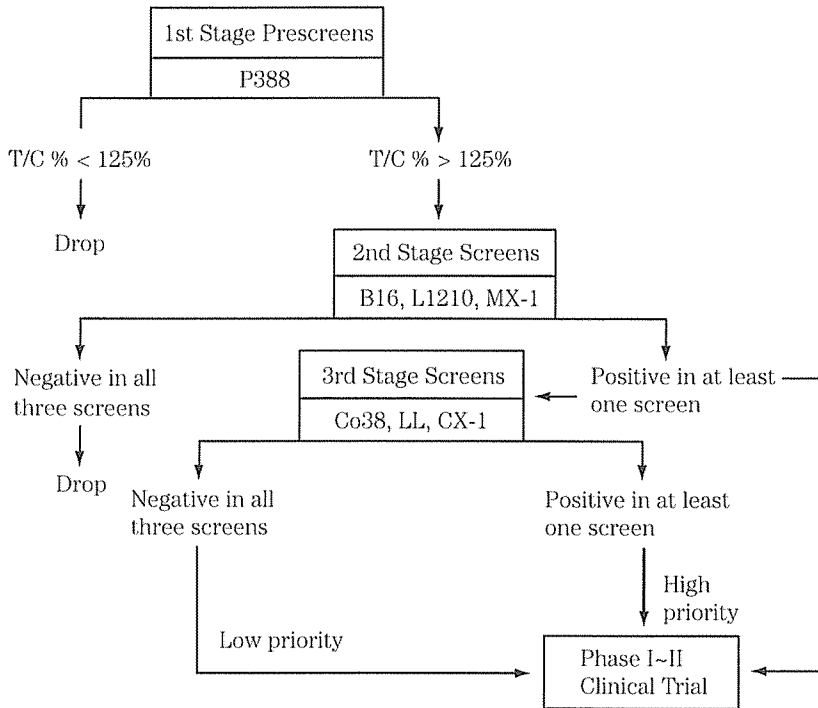 1st Stage Prescreens
P388
T/C % < 125%
T/C % > 125%
Drop
2nd Stage Screens
B16, L1210, MX-1
Negative in all
three screens
3rd Stage Screens
Co38, LL, CX-1
Positive in at least
one screen
Drop
Negative in all
three screens
Positive in at least
one screen
High
priority
Low priority
Phase I~II
Clinical Trial